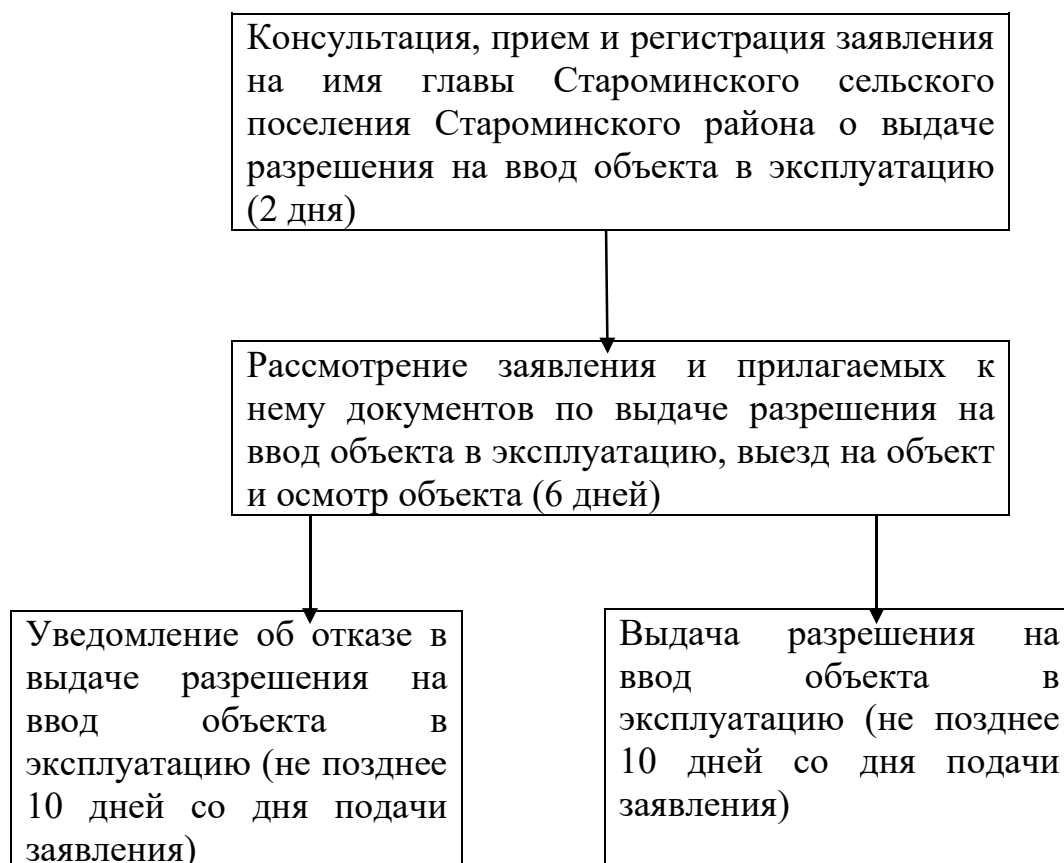 Консультация, прием и регистрация заявления
на имя главы Староминского сельского
поселения Староминского района о выдаче
разрешения на ввод объекта в эксплуатацию
(2 дня)
Рассмотрение заявления и прилагаемых к
нему документов по выдаче разрешения на
ввод объекта в эксплуатацию, выезд на объект
и осмотр объекта (6 дней)
Уведомление об отказе в
выдаче разрешения на
ввод объекта в
эксплуатацию (не позднее
10 дней со дня подачи
заявления)
Выдача разрешения на
ввод объекта в
эксплуатацию (не позднее
10 дней со дня подачи
заявления)